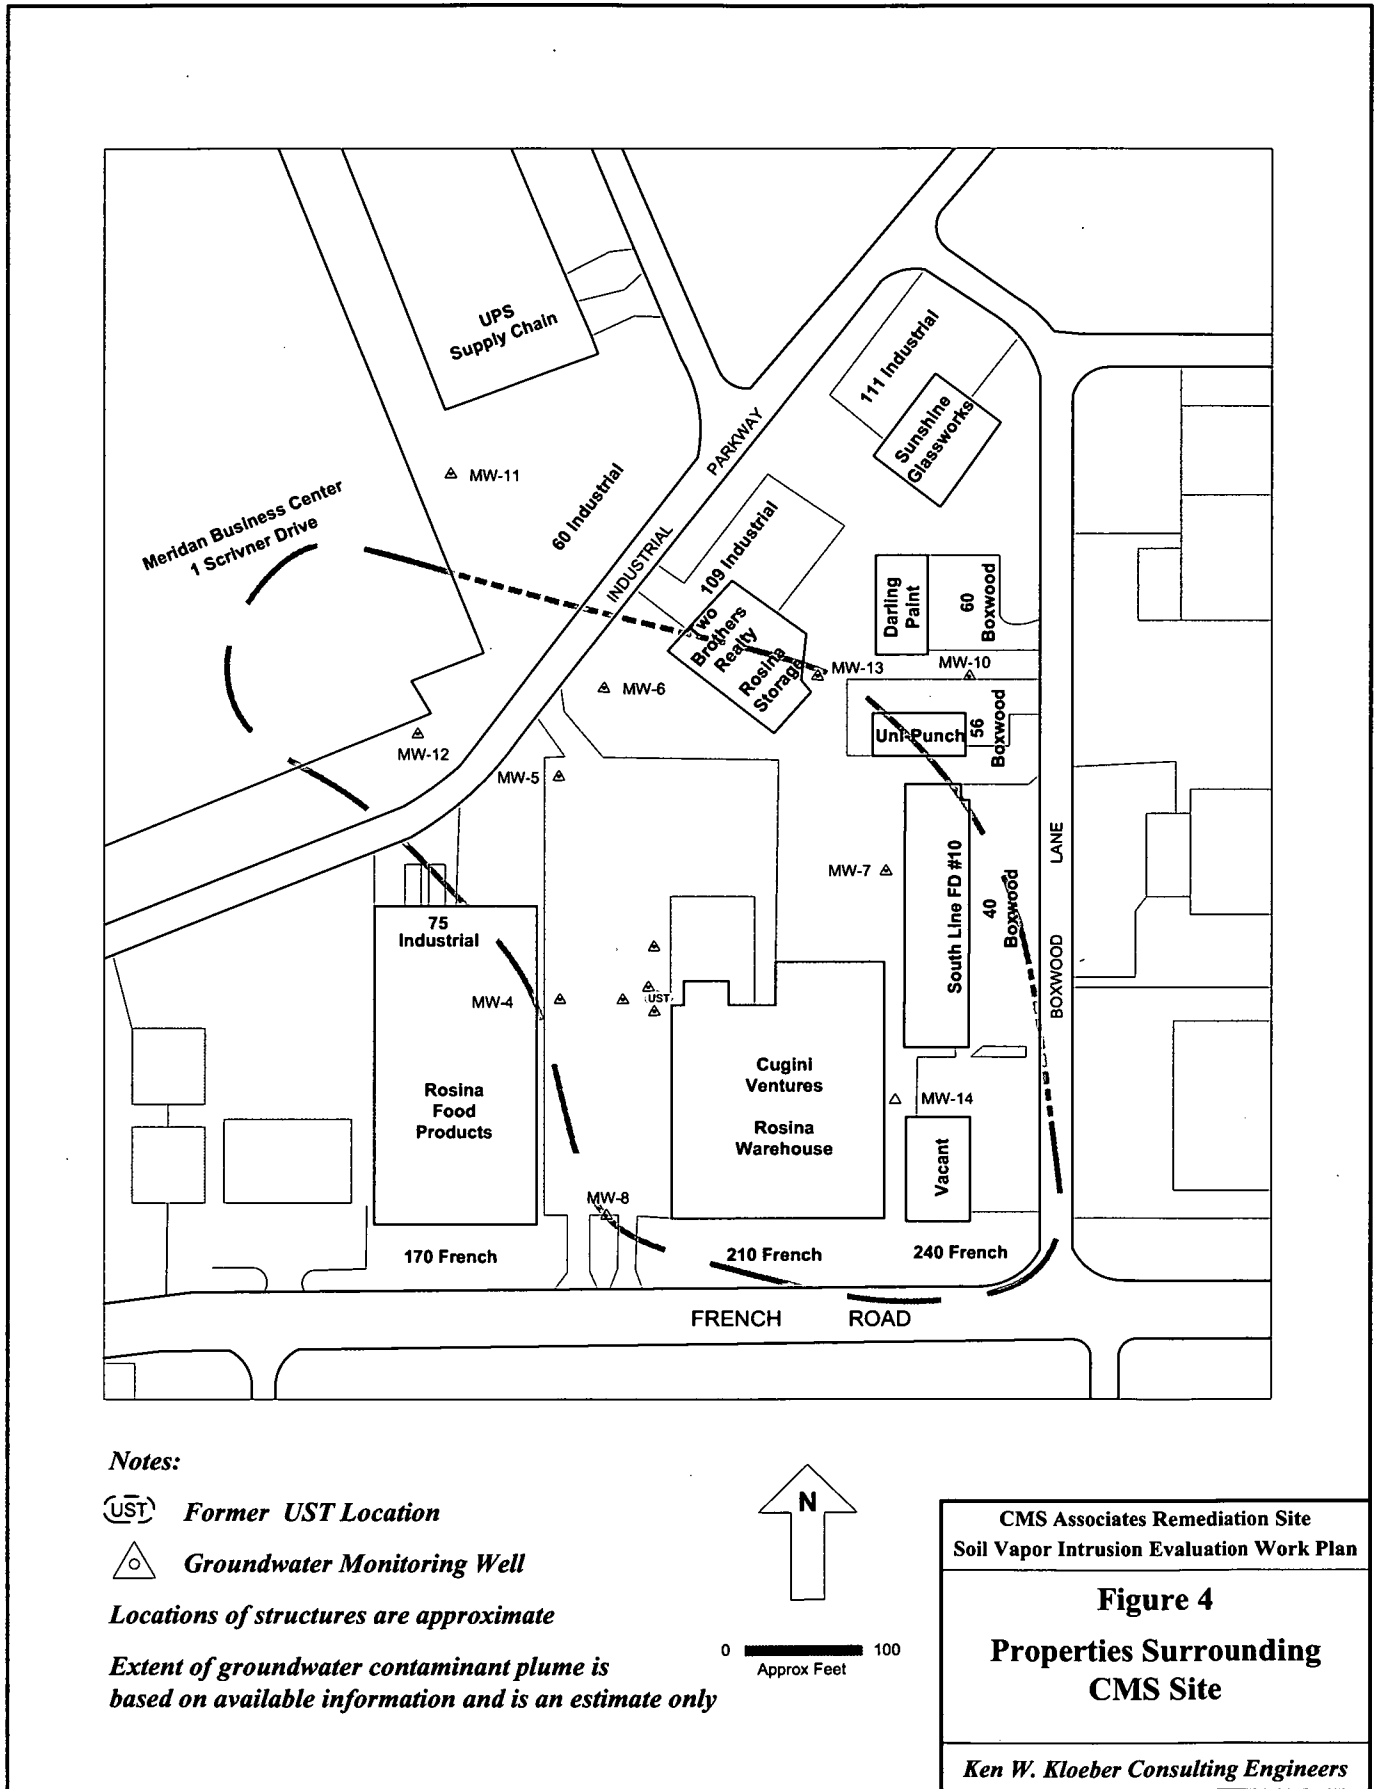 UPS
Supply Chain
111 Industrial
Sunshine
Glassworks
PARKWAY
INDUSTRIAL
MW-11
60 Industrial
Meridan Business Center
1 Scrivner Drive
109 Industrial
Two
Brothers
Realty
Rosina
Storage
Darling
Paint
60
Boxwood
MW-13
MW-10
MW-6
Uni-Punch
56
Boxwood
MW-12
MW-5
MW-7
South Line FD #10
40
Boxwood
BOXWOOD LANE
75
Industrial
MW-4
UST
Rosina
Food
Products
Cugini
Ventures
Rosina
Warehouse
MW-14
Vacant
MW-8
170 French
210 French
240 French
FRENCH ROAD
Notes:
UST Former UST Location
Groundwater Monitoring Well
Locations of structures are approximate
Extent of groundwater contaminant plume is
based on available information and is an estimate only
N
0 100
Approx Feet
CMS Associates Remediation Site
Soil Vapor Intrusion Evaluation Work Plan
Figure 4
Properties Surrounding
CMS Site
Ken W. Kloeber Consulting Engineers